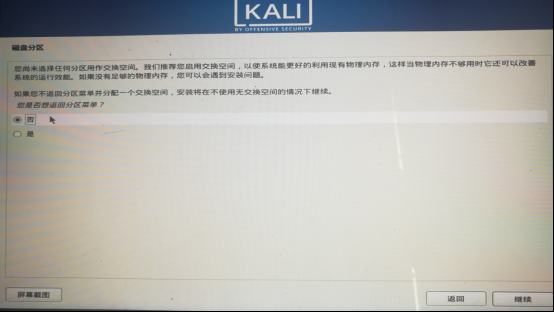 KALI
BY OFFENSIVE SECURITY
磁盘分区
您尚未选择任何分区用作交换空间。我们推荐您启用交换空间，以使系统能更好的利用现有物理内存，这样当物理内存不够用时它还可以改善
系统的运行效能。如果没有足够的物理内存，您可以会遇到安装问题。
如果您不返回分区菜单并分配一个交换空间，安装将在不使用无交换空间的情况下继续。
您是否想返回分区菜单？
否
是
屏幕截图
返回
继续